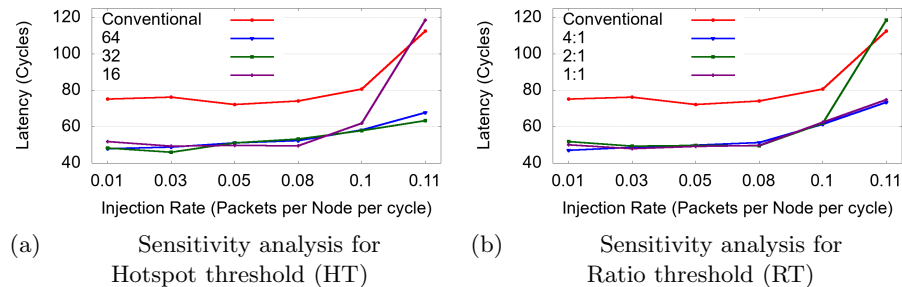 120
100
80
60
40
Latency (Cycles)
Conventional
64
32
16
0.01 0.03 0.05 0.08 0.1 0.11
Injection Rate (Packets per Node per cycle)
(a) Sensitivity analysis for
Hotspot threshold (HT)
120
100
80
60
40
Latency (Cycles)
Conventional
4:1
2:1
1:1
0.01 0.03 0.05 0.08 0.1 0.11
Injection Rate (Packets per Node per cycle)
(b) Sensitivity analysis for
Ratio threshold (RT)